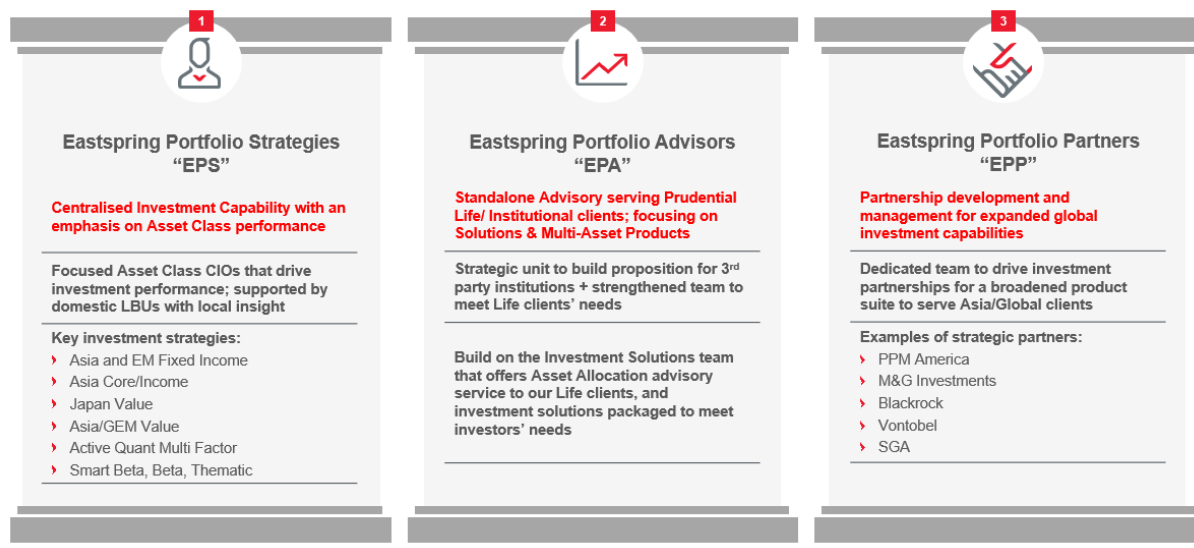 1
Eastspring Portfolio Strategies
“EPS”
Centralised Investment Capability with an
emphasis on Asset Class performance
Focused Asset Class CIOs that drive
investment performance; supported by
domestic LBUs with local insight
Key investment strategies:
Asia and EM Fixed Income
Asia Core/Income
Japan Value
Asia/GEM Value
Active Quant Multi Factor
Smart Beta, Beta, Thematic
2
Eastspring Portfolio Advisors
“EPA”
Standalone Advisory serving Prudential
Life/ Institutional clients; focusing on
Solutions & Multi-Asset Products
Strategic unit to build proposition for 3rd
party institutions + strengthened team to
meet Life clients’ needs
Build on the Investment Solutions team
that offers Asset Allocation advisory
service to our Life clients, and
investment solutions packaged to meet
investors’ needs
3
Eastspring Portfolio Partners
“EPP”
Partnership development and
management for expanded global
investment capabilities
Dedicated team to drive investment
partnerships for a broadened product
suite to serve Asia/Global clients
Examples of strategic partners:
PPM America
M&G Investments
Blackrock
Vontobel
SGA